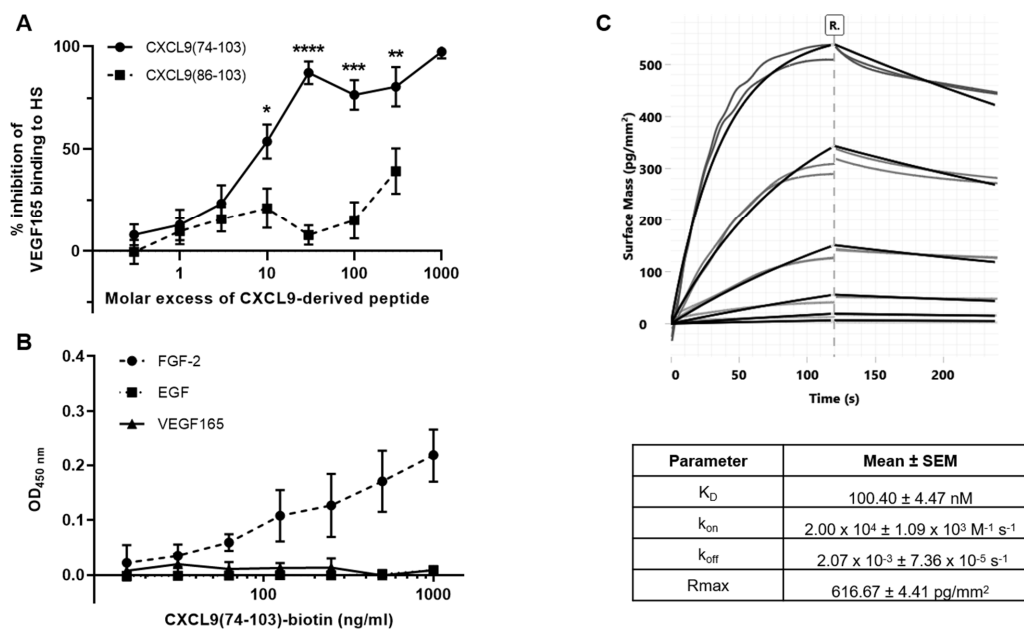 A
100
50
0
% inhibition of
VEGF165 binding to HS
CXCL9(74-103)
CXCL9(86-103)
*
****
***
**
1
10
100
1000
Molar excess of CXCL9-derived peptide
B
0.4
0.3
0.2
0.1
0.0
OD450 nm
FGF-2
EGF
VEGF165
100
1000
CXCL9(74-103)-biotin (ng/ml)
C
R.
500
400
300
200
100
0
Surface Mass (pg/mm²)
0
50
100
150
200
Time (s)
Parameter Mean ± SEM
KD 100.40 ± 4.47 nM
kon 2.00 x 10⁴ ± 1.09 x 10³ M⁻¹ s⁻¹
koff 2.07 x 10⁻³ ± 7.36 x 10⁻⁵ s⁻¹
Rmax 616.67 ± 4.41 pg/mm²